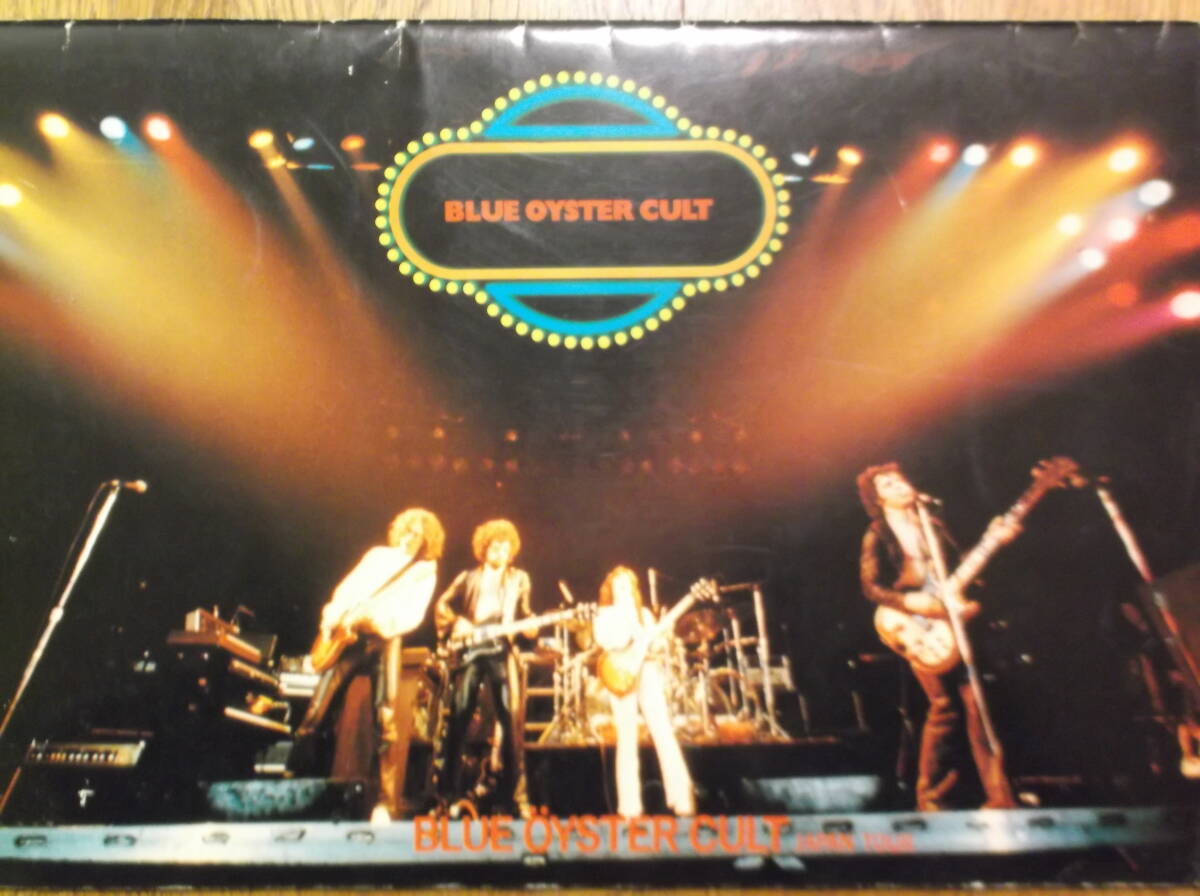 BLUE OYSTER CULT
BLUE ÖYSTER CULT JAPAN TOUR